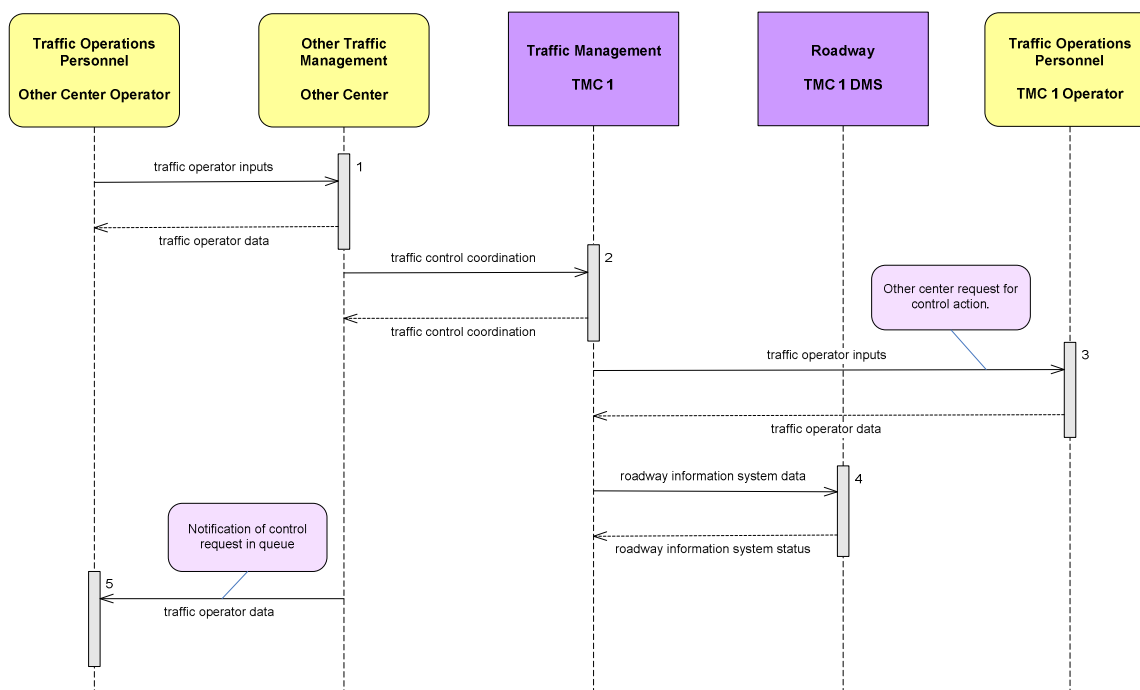 Traffic Operations
Personnel
Other Center Operator
Other Traffic
Management
Other Center
Traffic Management
TMC 1
Roadway
TMC 1 DMS
Traffic Operations
Personnel
TMC 1 Operator
traffic operator inputs
1
traffic operator data
traffic control coordination
2
traffic control coordination
Other center request for
control action.
traffic operator inputs
3
traffic operator data
roadway information system data
4
roadway information system status
Notification of control
request in queue
5
traffic operator data